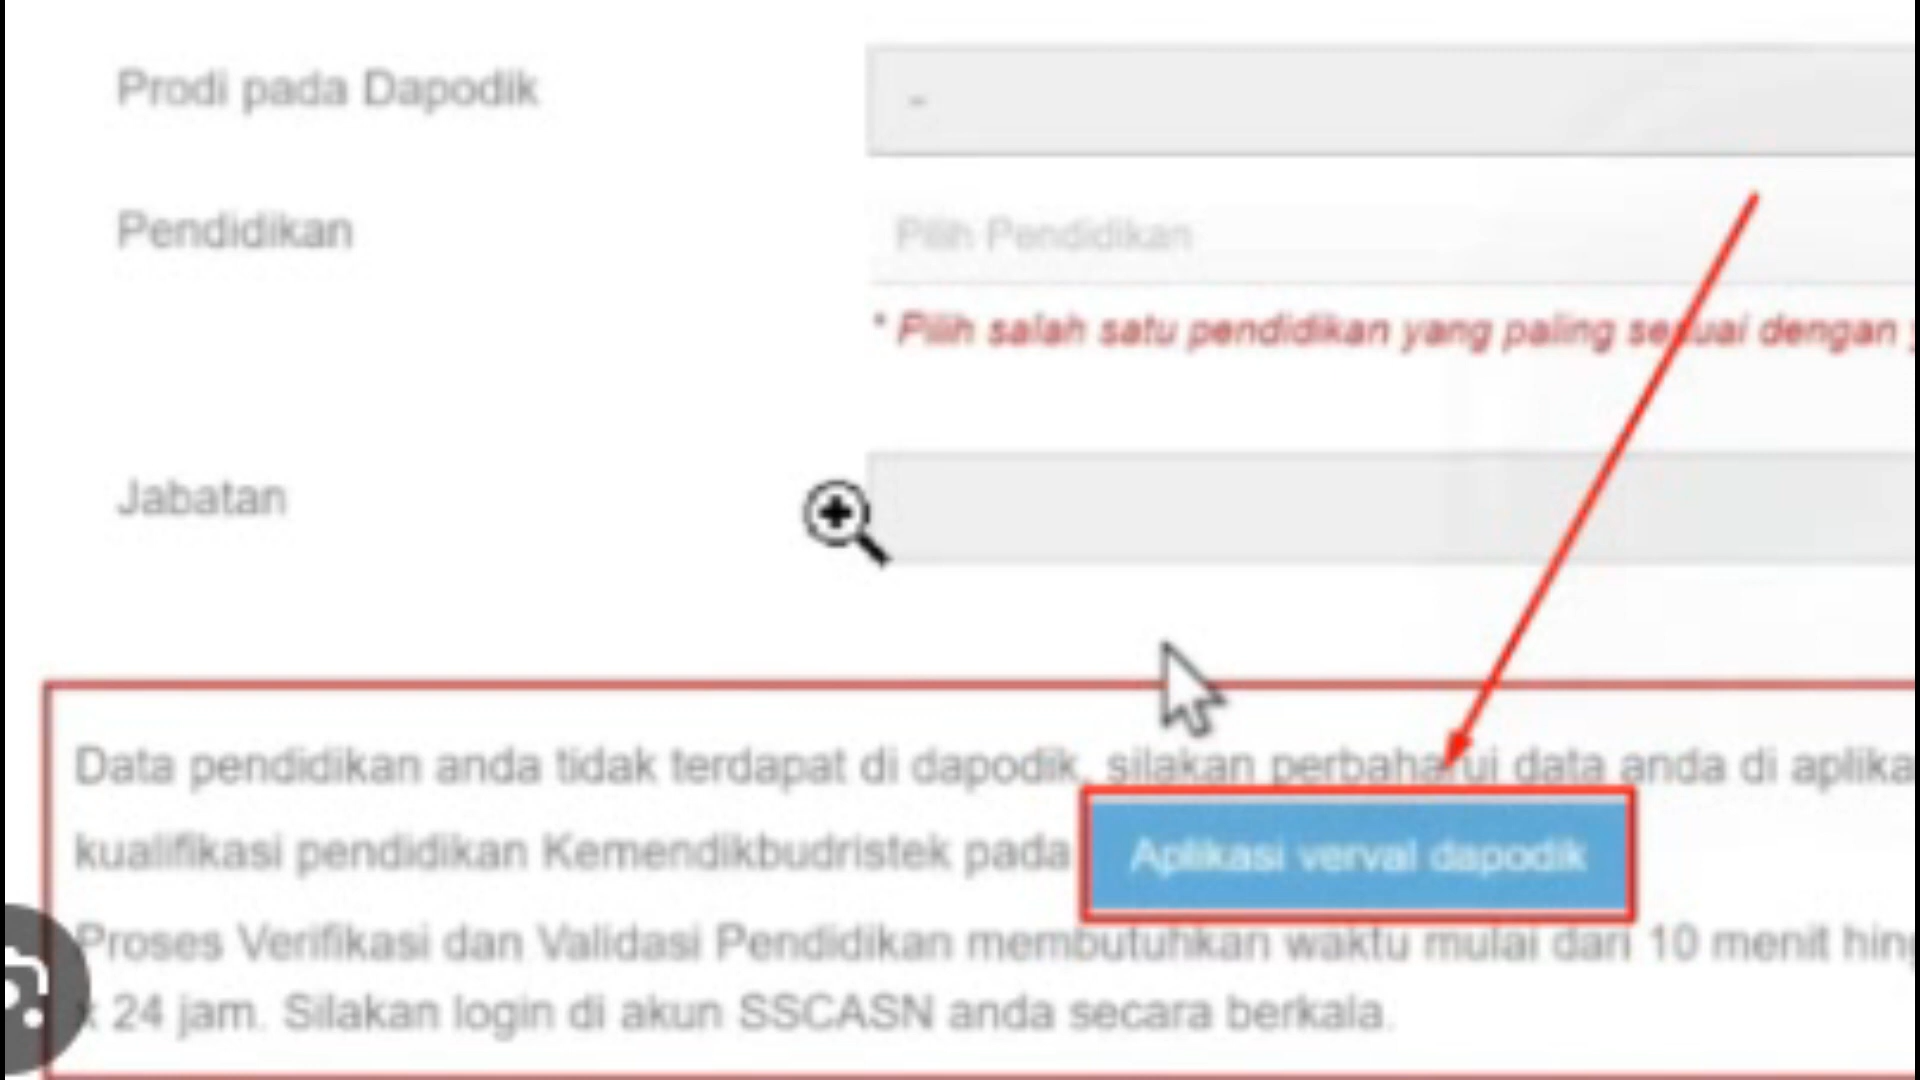 Prodi pada Dapodik
-
Pendidikan
Pilih Pendidikan
* Pilih salah satu pendidikan yang paling sesuai dengan
Jabatan
Data pendidikan anda tidak terdapat di dapodik, silakan perbaharui data anda di aplika
kualifikasi pendidikan Kemendikbudristek pada Aplikasi verval dapodik
Proses Verifikasi dan Validasi Pendidikan membutuhkan waktu mulai dari 10 menit hing
x 24 jam. Silakan login di akun SSCASN anda secara berkala.